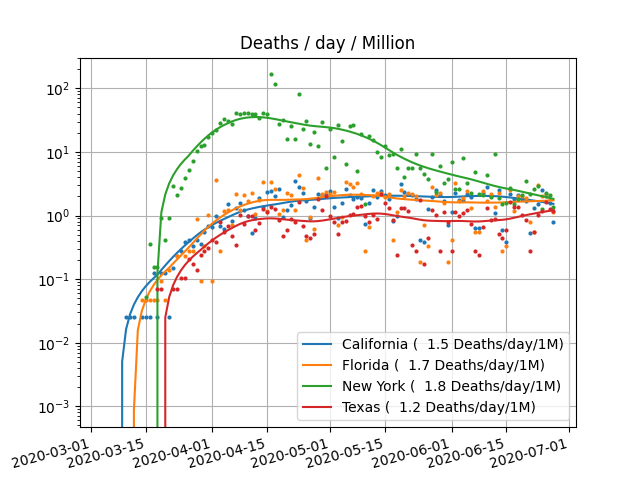 Deaths / day / Million
10²
10¹
10⁰
10⁻¹
10⁻²
10⁻³
California (  1.5 Deaths/day/1M)
Florida (  1.7 Deaths/day/1M)
New York (  1.8 Deaths/day/1M)
Texas (  1.2 Deaths/day/1M)
2020-03-01 2020-03-15 2020-04-01 2020-04-15 2020-05-01 2020-05-15 2020-06-01 2020-06-15 2020-07-01